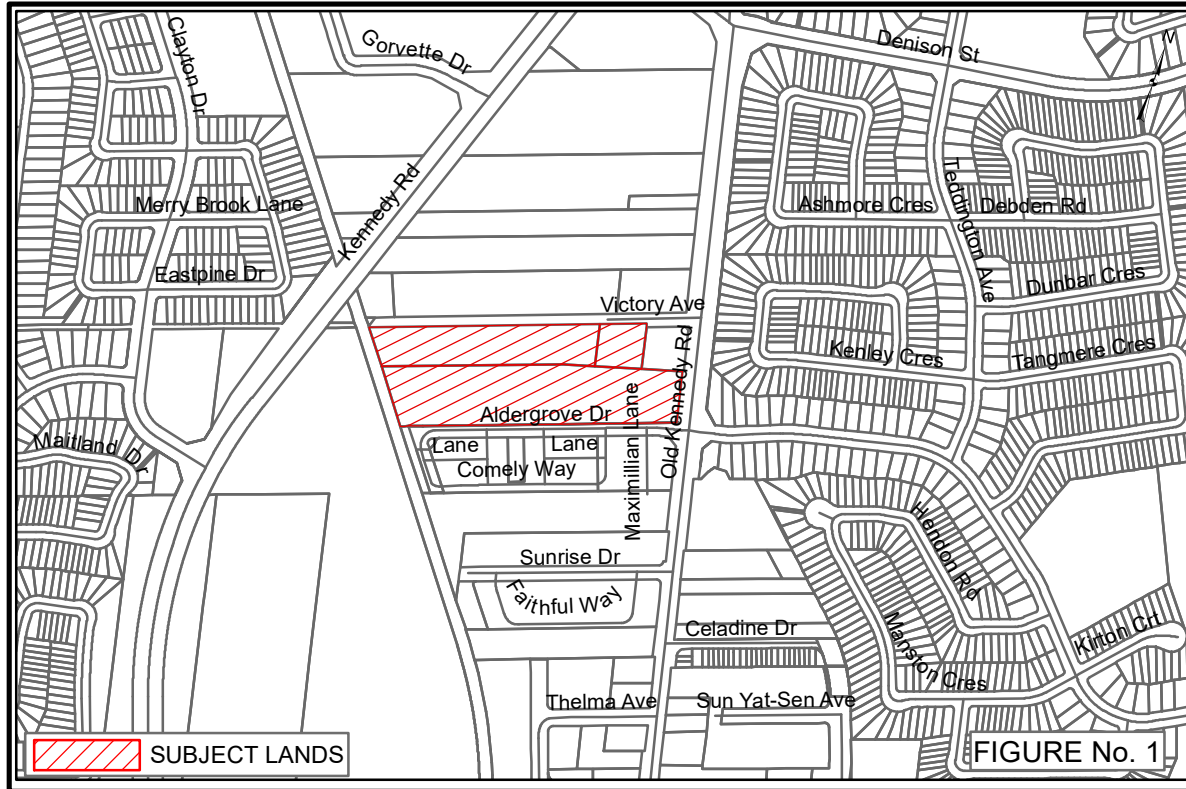 Clayton Dr
Gorvette Dr
Denison St
N
Kennedy Rd
Teddington Ave
Merry Brook Lane
Ashmore Cres
Debden Rd
Eastpine Dr
Dunbar Cres
Victory Ave
Kenley Cres
Tangmere Cres
Old Kennedy Rd
Aldergrove Dr
Maximillian Lane
Maitland Dr
Lane
Lane
Comely Way
Hendon Rd
Sunrise Dr
Faithful Way
Celadine Dr
Manston Cres
Kirton Crt
Thelma Ave
Sun Yat-Sen Ave
SUBJECT LANDS
FIGURE No. 1